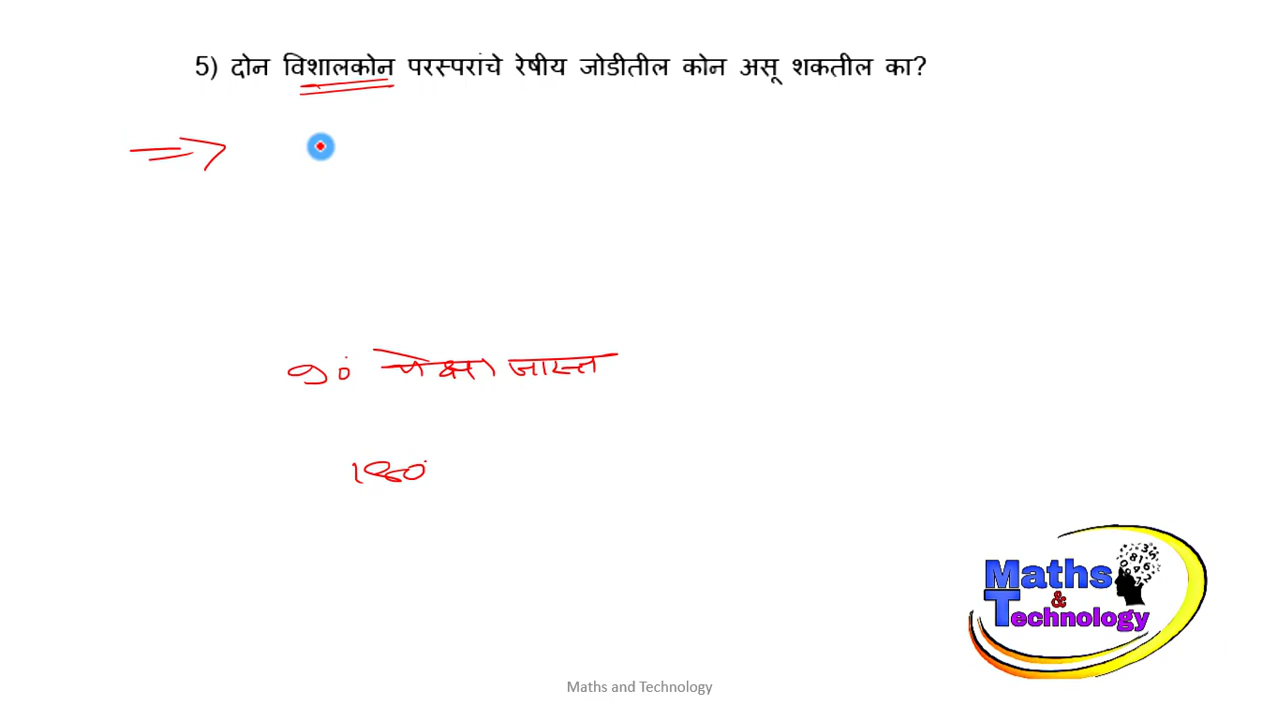 5) दोन विशालकोन परस्परांचे रेषीय जोडीतील कोन असू शकतील का?
90° पेक्षा जास्त
180°
Maths
&
Technology
Maths and Technology